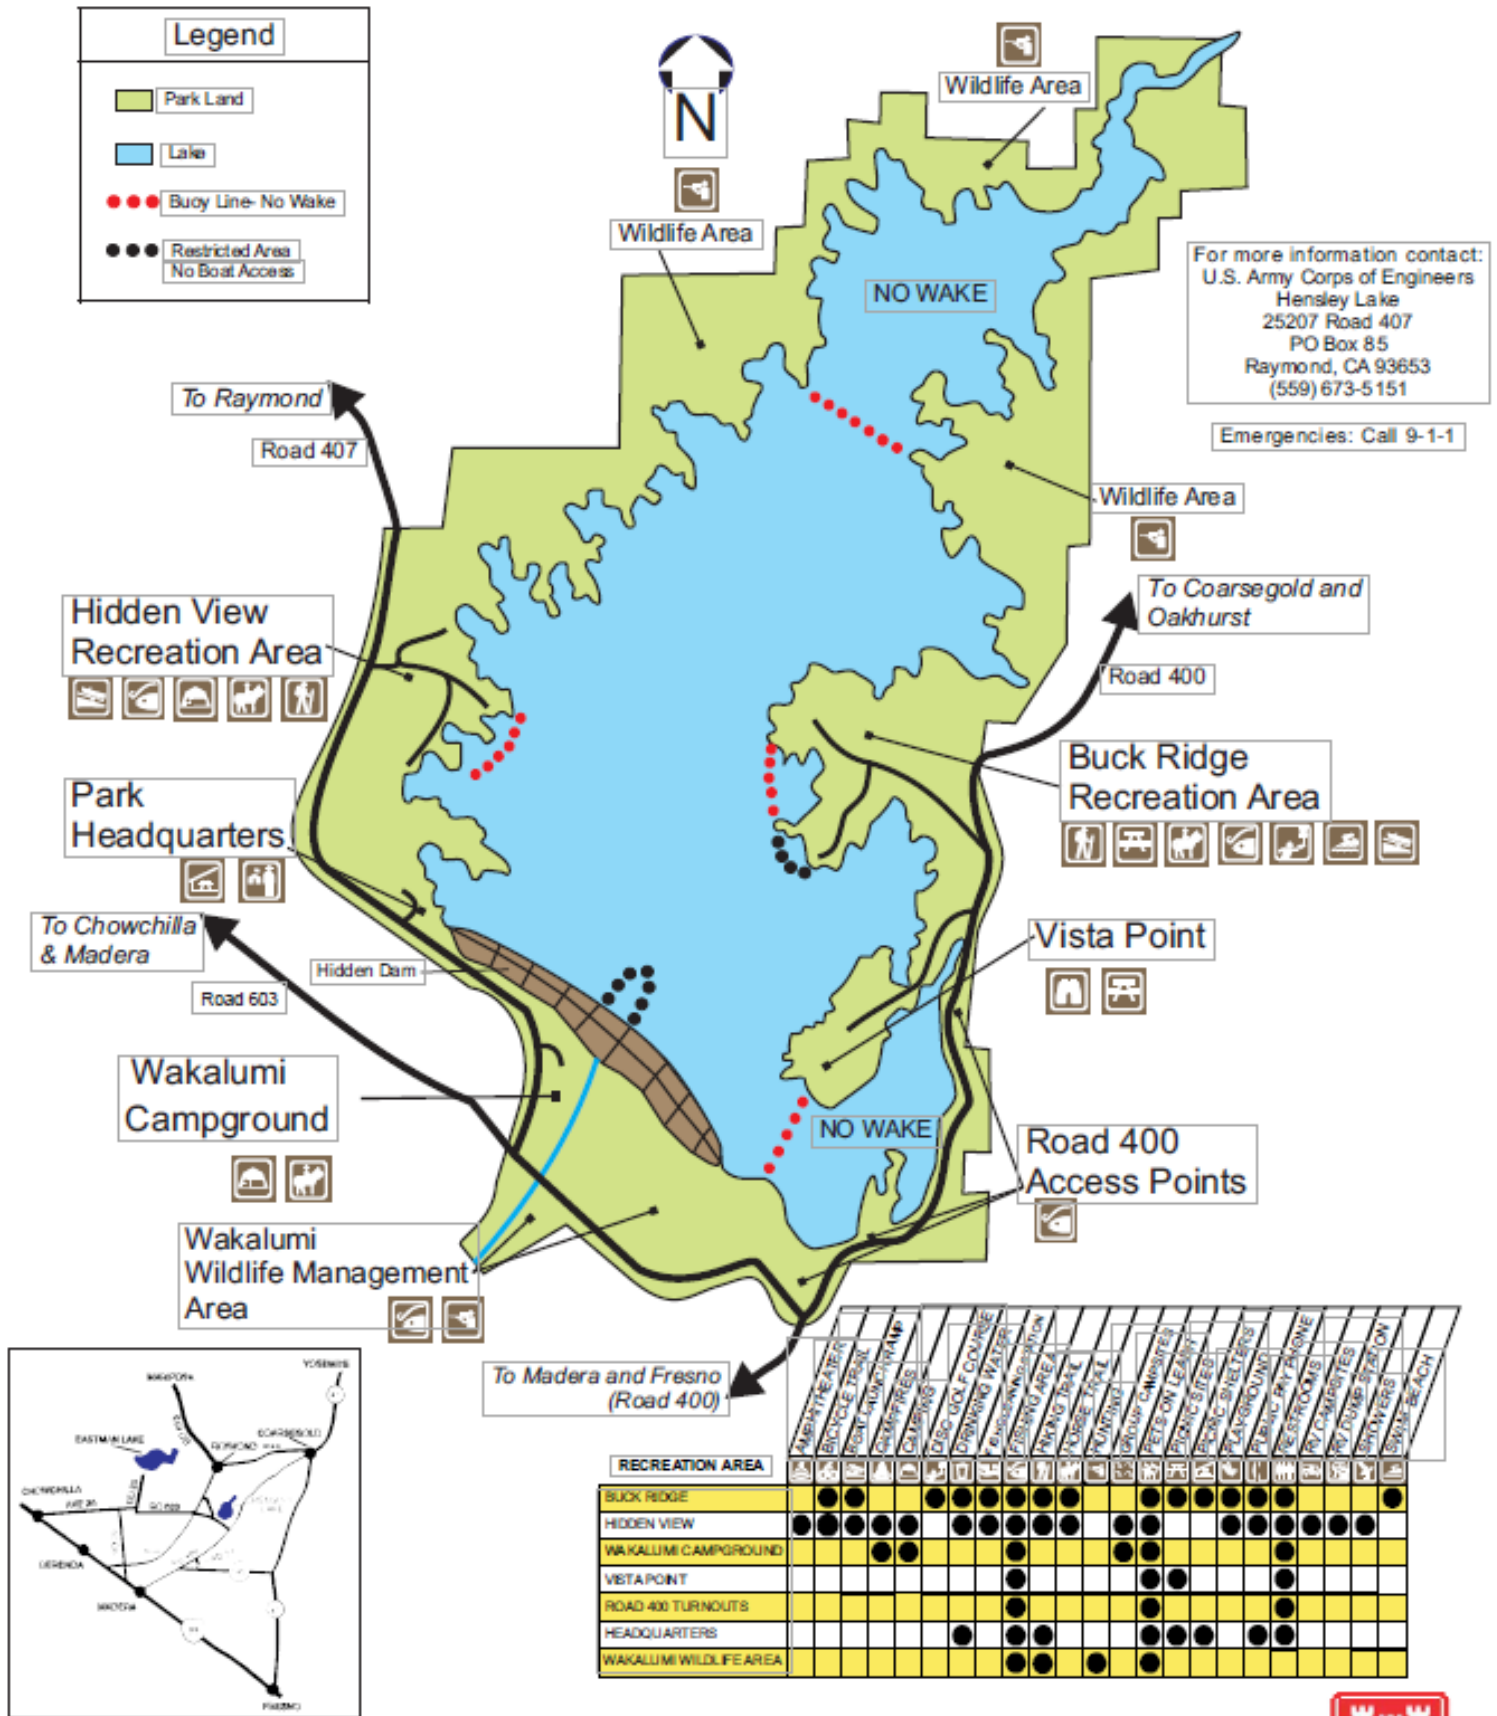 Legend
Park Land
Lake
Buoy Line- No Wake
Restricted Area
No Boat Access
N
Wildlife Area
Wildlife Area
NO WAKE
For more information contact:
U.S. Army Corps of Engineers
Hensley Lake
25207 Road 407
PO Box 85
Raymond, CA 93653
(559) 673-5151
Emergencies: Call 9-1-1
To Raymond
Road 407
Wildlife Area
To Coarsegold and
Oakhurst
Road 400
Hidden View
Recreation Area
Buck Ridge
Recreation Area
Park
Headquarters
To Chowchilla
& Madera
Road 603
Hidden Dam
Vista Point
Wakalumi
Campground
NO WAKE
Road 400
Access Points
Wakalumi
Wildlife Management
Area
To Madera and Fresno
(Road 400)
EASTMAN LAKE
CHOWCHILLA
BERENDA
MADERA
FRESNO
AMPHITHEATER
BICYCLE TRAIL
BOAT LAUNCH RAMP
CAMPFIRES
CAMPING
DISC GOLF COURSE
DRINKING WATER
FISHING AREA
HIKING TRAIL
HORSE TRAIL
HUNTING
GROUP CAMPSITES
PETS ON LEASH
PICNIC SITES
PICNIC SHELTERS
PLAYGROUND
PUBLIC PAY PHONE
RESTROOMS
RV CAMPSITES
RV DUMP STATION
SHOWERS
SWIM BEACH
RECREATION AREA
BUCK RIDGE
HIDDEN VIEW
WAKALUMI CAMPGROUND
VISTA POINT
ROAD 400 TURNOUTS
HEADQUARTERS
WAKALUMI WILDLIFE AREA